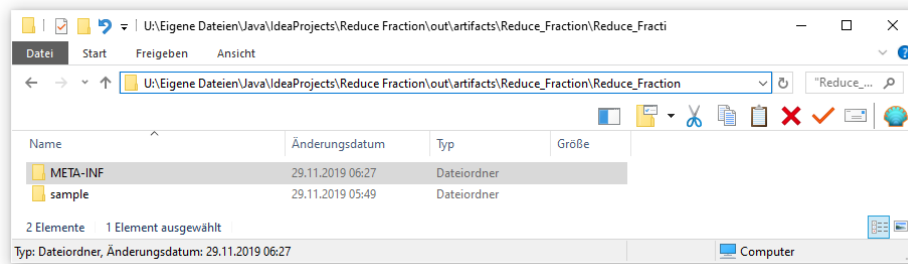 U:\Eigene Dateien\Java\IdeaProjects\Reduce Fraction\out\artifacts\Reduce_Fraction\Reduce_Fracti
Datei Start Freigeben Ansicht
U:\Eigene Dateien\Java\IdeaProjects\Reduce Fraction\out\artifacts\Reduce_Fraction\Reduce_Fraction "Reduce_...
Name Änderungsdatum Typ Größe
META-INF 29.11.2019 06:27 Dateiordner
sample 29.11.2019 05:49 Dateiordner
2 Elemente 1 Element ausgewählt
Typ: Dateiordner, Änderungsdatum: 29.11.2019 06:27 Computer